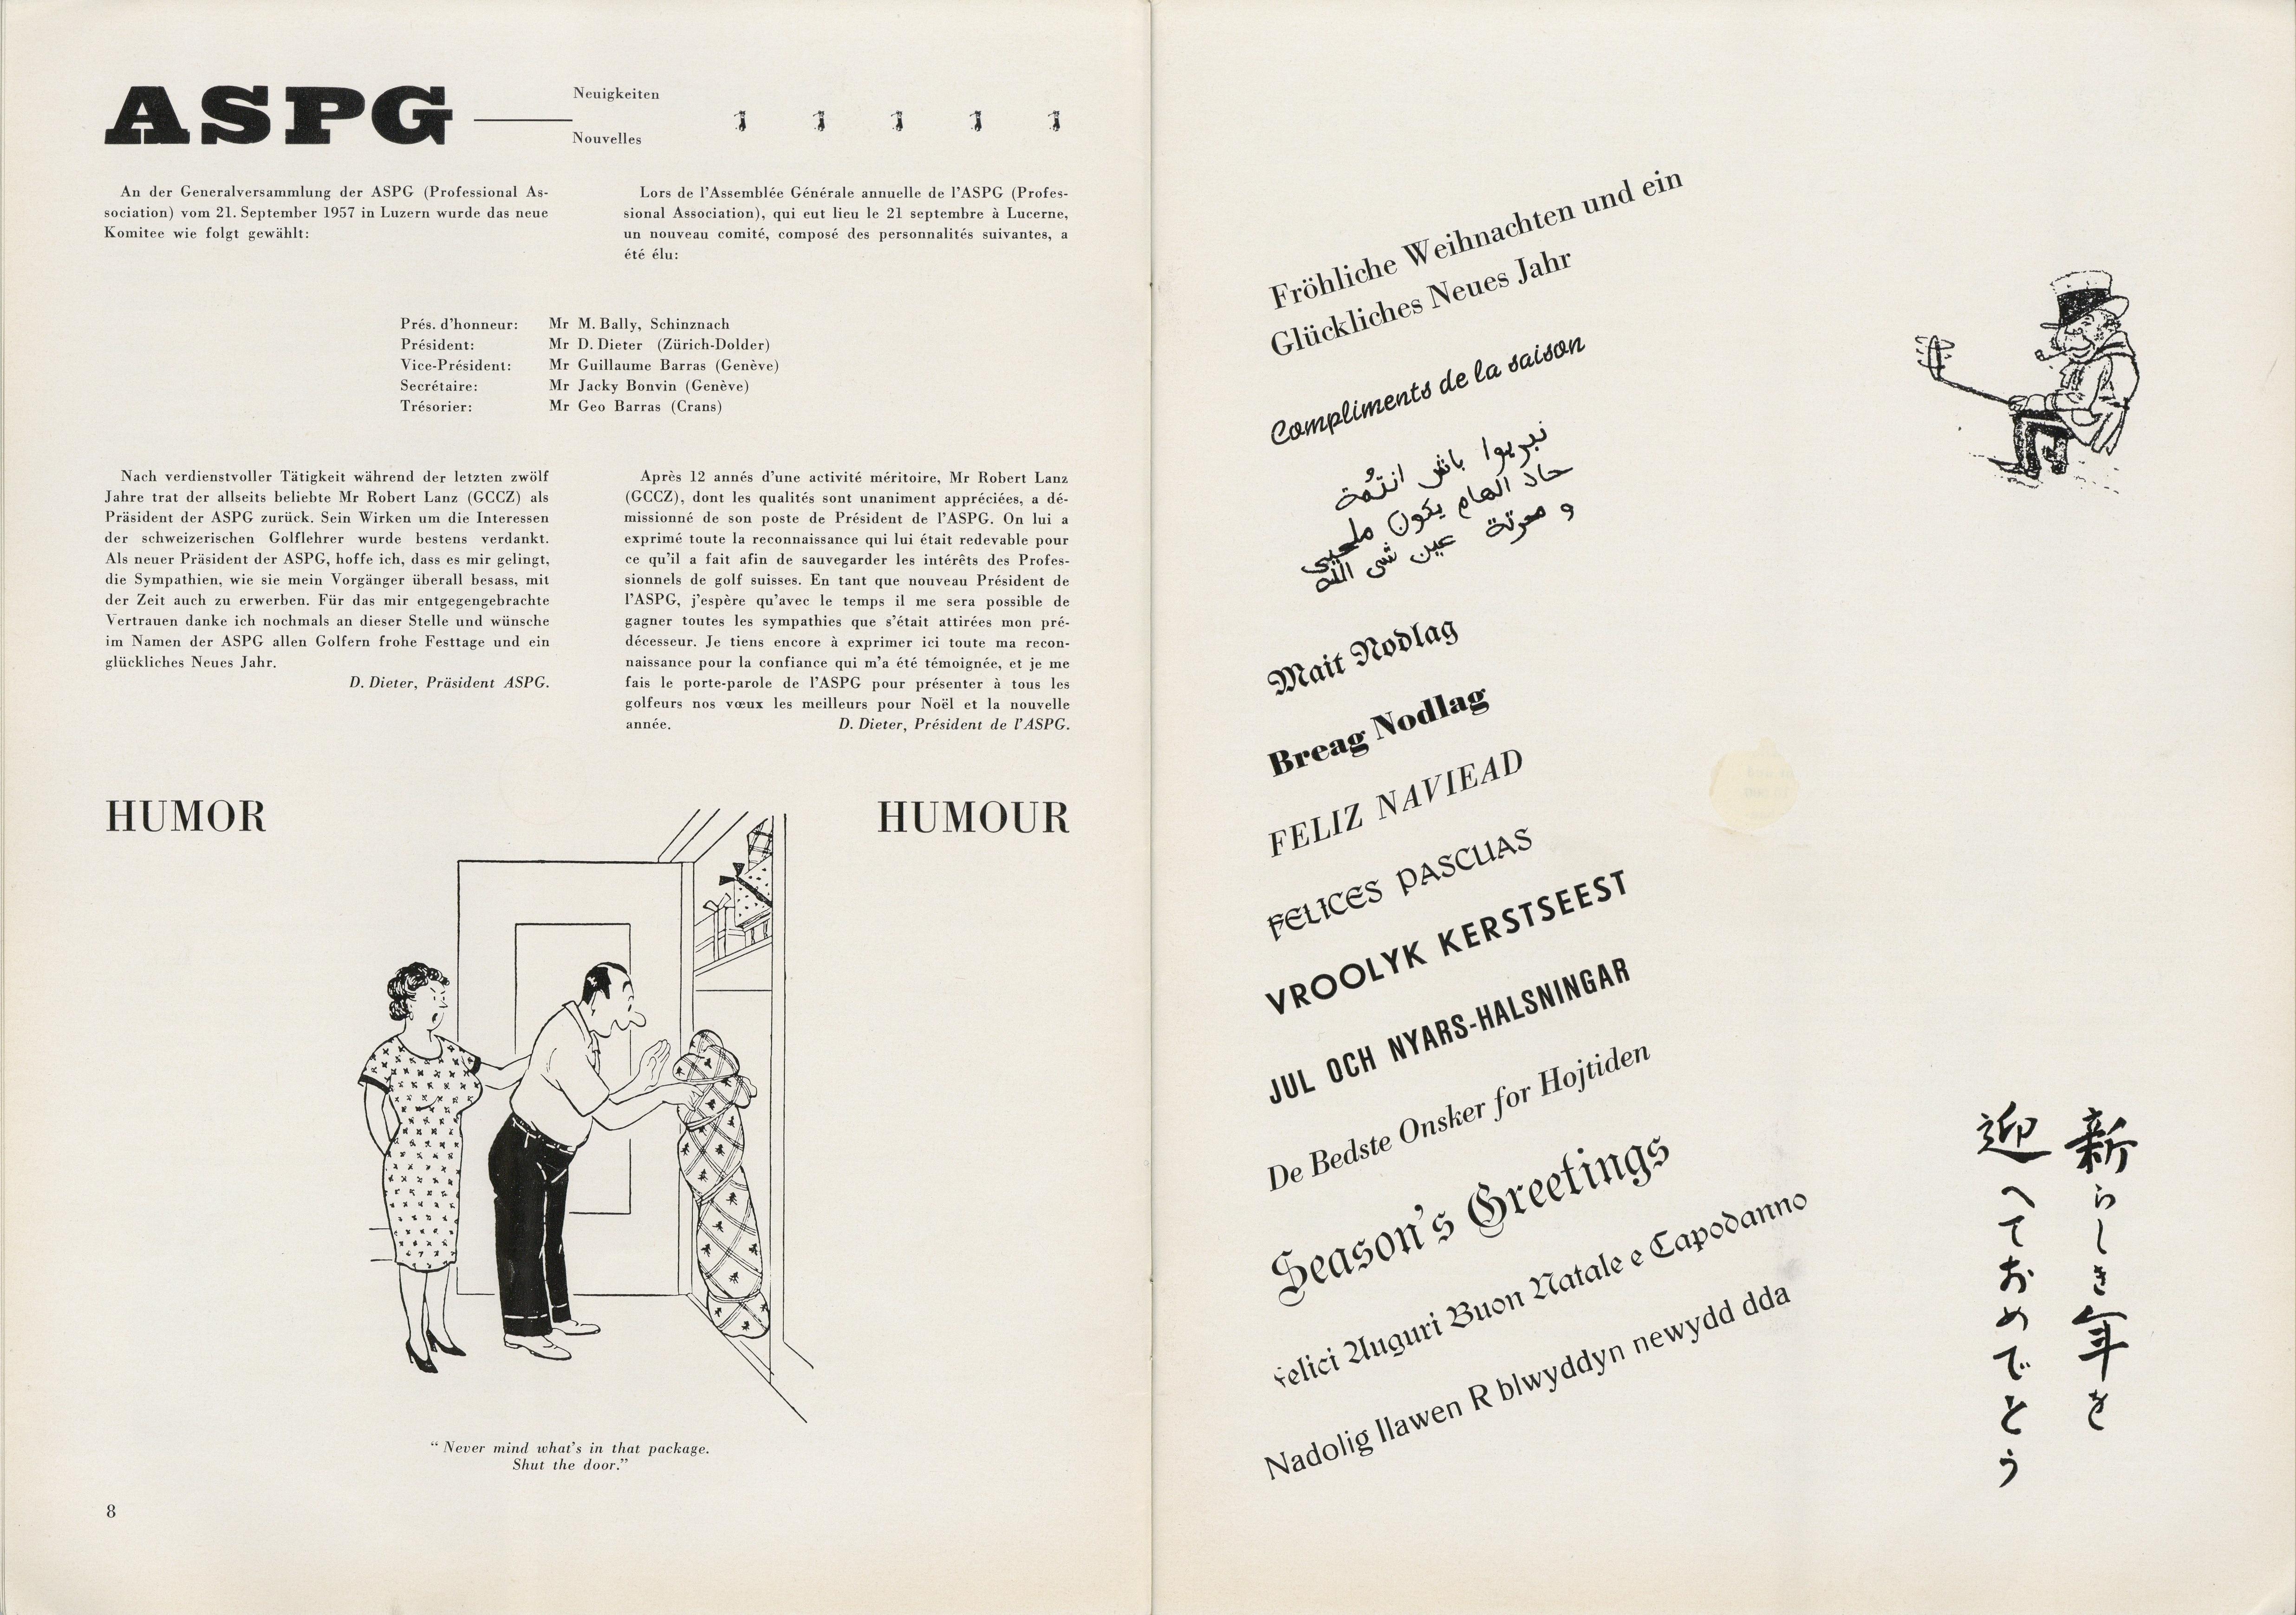 ASPG
Neuigkeiten
Nouvelles
An der Generalversammlung der ASPG (Professional As-
sociation) vom 21. September 1957 in Luzern wurde das neue
Komitee wie folgt gewählt:
Lors de l'Assemblée Générale annuelle de l'ASPG (Profes-
sional Association), qui eut lieu le 21 septembre à Lucerne,
un nouveau comité, composé des personnalités suivantes, a
été élu:
Prés. d'honneur: Mr M. Bally, Schinznach
Président: Mr D. Dieter (Zürich-Dolder)
Vice-Président: Mr Guillaume Barras (Genève)
Secrétaire: Mr Jacky Bonvin (Genève)
Trésorier: Mr Geo Barras (Crans)
Nach verdienstvoller Tätigkeit während der letzten zwölf
Jahre trat der allseits beliebte Mr Robert Lanz (GCCZ) als
Präsident der ASPG zurück. Sein Wirken um die Interessen
der schweizerischen Golflehrer wurde bestens verdankt.
Als neuer Präsident der ASPG, hoffe ich, dass es mir gelingt,
die Sympathien, wie sie mein Vorgänger überall besass, mit
der Zeit auch zu erwerben. Für das mir entgegengebrachte
Vertrauen danke ich nochmals an dieser Stelle und wünsche
im Namen der ASPG allen Golfern frohe Festtage und ein
glückliches Neues Jahr.
D. Dieter, Präsident ASPG.
Après 12 annés d'une activité méritoire, Mr Robert Lanz
(GCCZ), dont les qualités sont unaniment appréciées, a dé-
missionné de son poste de Président de l'ASPG. On lui a
exprimé toute la reconnaissance qui lui était redevable pour
ce qu'il a fait afin de sauvegarder les intérêts des Profes-
sionnels de golf suisses. En tant que nouveau Président de
l'ASPG, j'espère qu'avec le temps il me sera possible de
gagner toutes les sympathies que s'était attirées mon pré-
décesseur. Je tiens encore à exprimer ici toute ma recon-
naissance pour la confiance qui m'a été témoignée, et je me
fais le porte-parole de l'ASPG pour présenter à tous les
golfeurs nos vœux les meilleurs pour Noël et la nouvelle
année. D. Dieter, Président de l'ASPG.
HUMOR
HUMOUR
“Never mind what's in that package.
Shut the door.”
8
Fröhliche Weihnachten und ein
Glückliches Neues Jahr
Compliments de la saison
باش
يكون
و
الله
Mait Nodlag
Breag Nodlag
FELIZ NAVIEAD
FELICES PASCUAS
VROOLYK KERSTSEEST
JUL OCH NYARS-HALSNINGAR
De Bedste Onsker for Hojtiden
Season's Greetings
Felici Auguri Buon Natale e Capodanno
Nadolig llawen R blwyddyn newydd dda
新らしき年を
迎へておめでとう